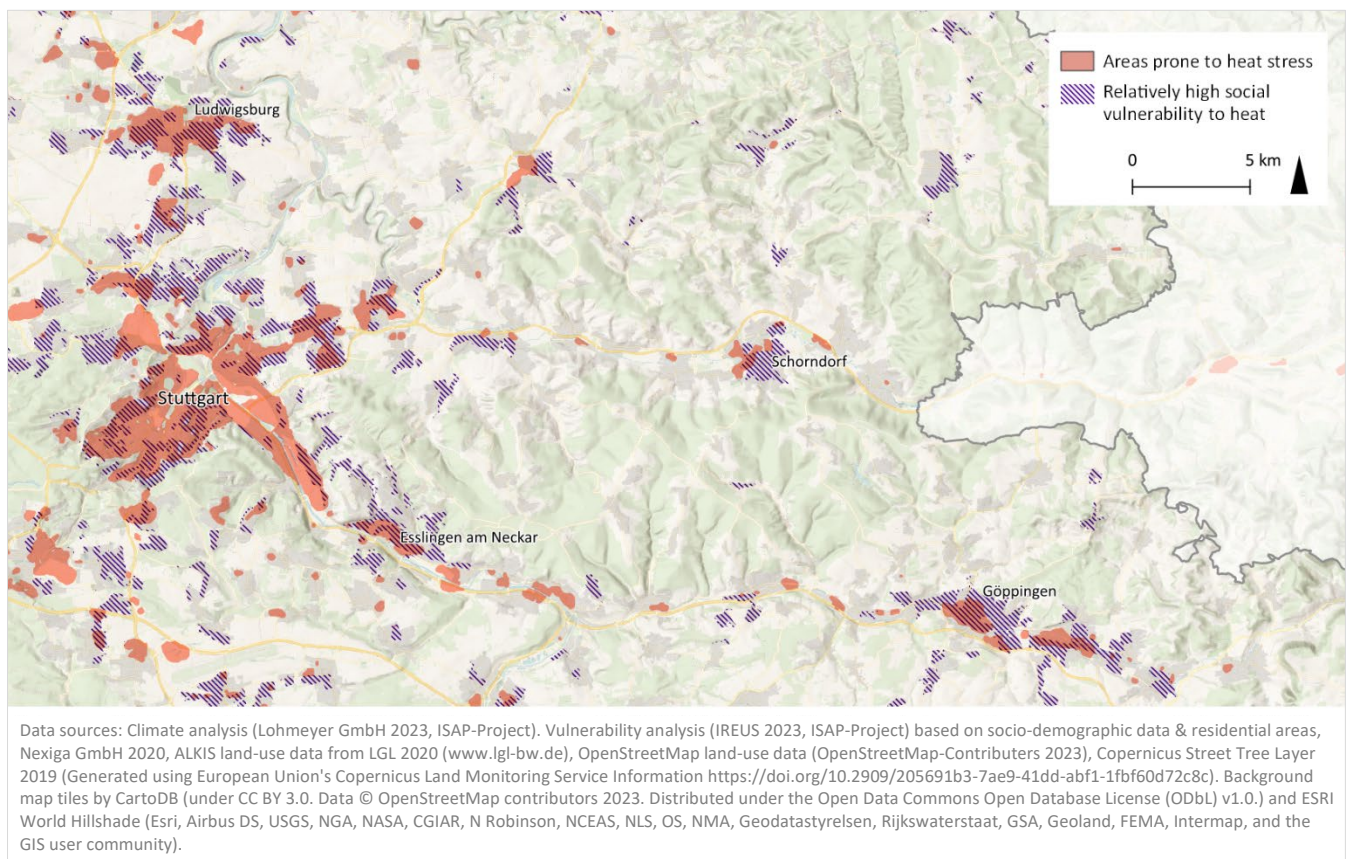 Areas prone to heat stress
Relatively high social
vulnerability to heat
0 5 km
Ludwigsburg
Schorndorf
Stuttgart
Esslingen am Neckar
Göppingen
Data sources: Climate analysis (Lohmeyer GmbH 2023, ISAP-Project). Vulnerability analysis (IREUS 2023, ISAP-Project) based on socio-demographic data & residential areas,
Nexiga GmbH 2020, ALKIS land-use data from LGL 2020 (www.lgl-bw.de), OpenStreetMap land-use data (OpenStreetMap-Contributers 2023), Copernicus Street Tree Layer
2019 (Generated using European Union's Copernicus Land Monitoring Service Information https://doi.org/10.2909/205691b3-7ae9-41dd-abf1-1fbf60d72c8c). Background
map tiles by CartoDB (under CC BY 3.0. Data © OpenStreetMap contributors 2023. Distributed under the Open Data Commons Open Database License (ODbL) v1.0.) and ESRI
World Hillshade (Esri, Airbus DS, USGS, NGA, NASA, CGIAR, N Robinson, NCEAS, NLS, OS, NMA, Geodatastyrelsen, Rijkswaterstaat, GSA, Geoland, FEMA, Intermap, and the
GIS user community).